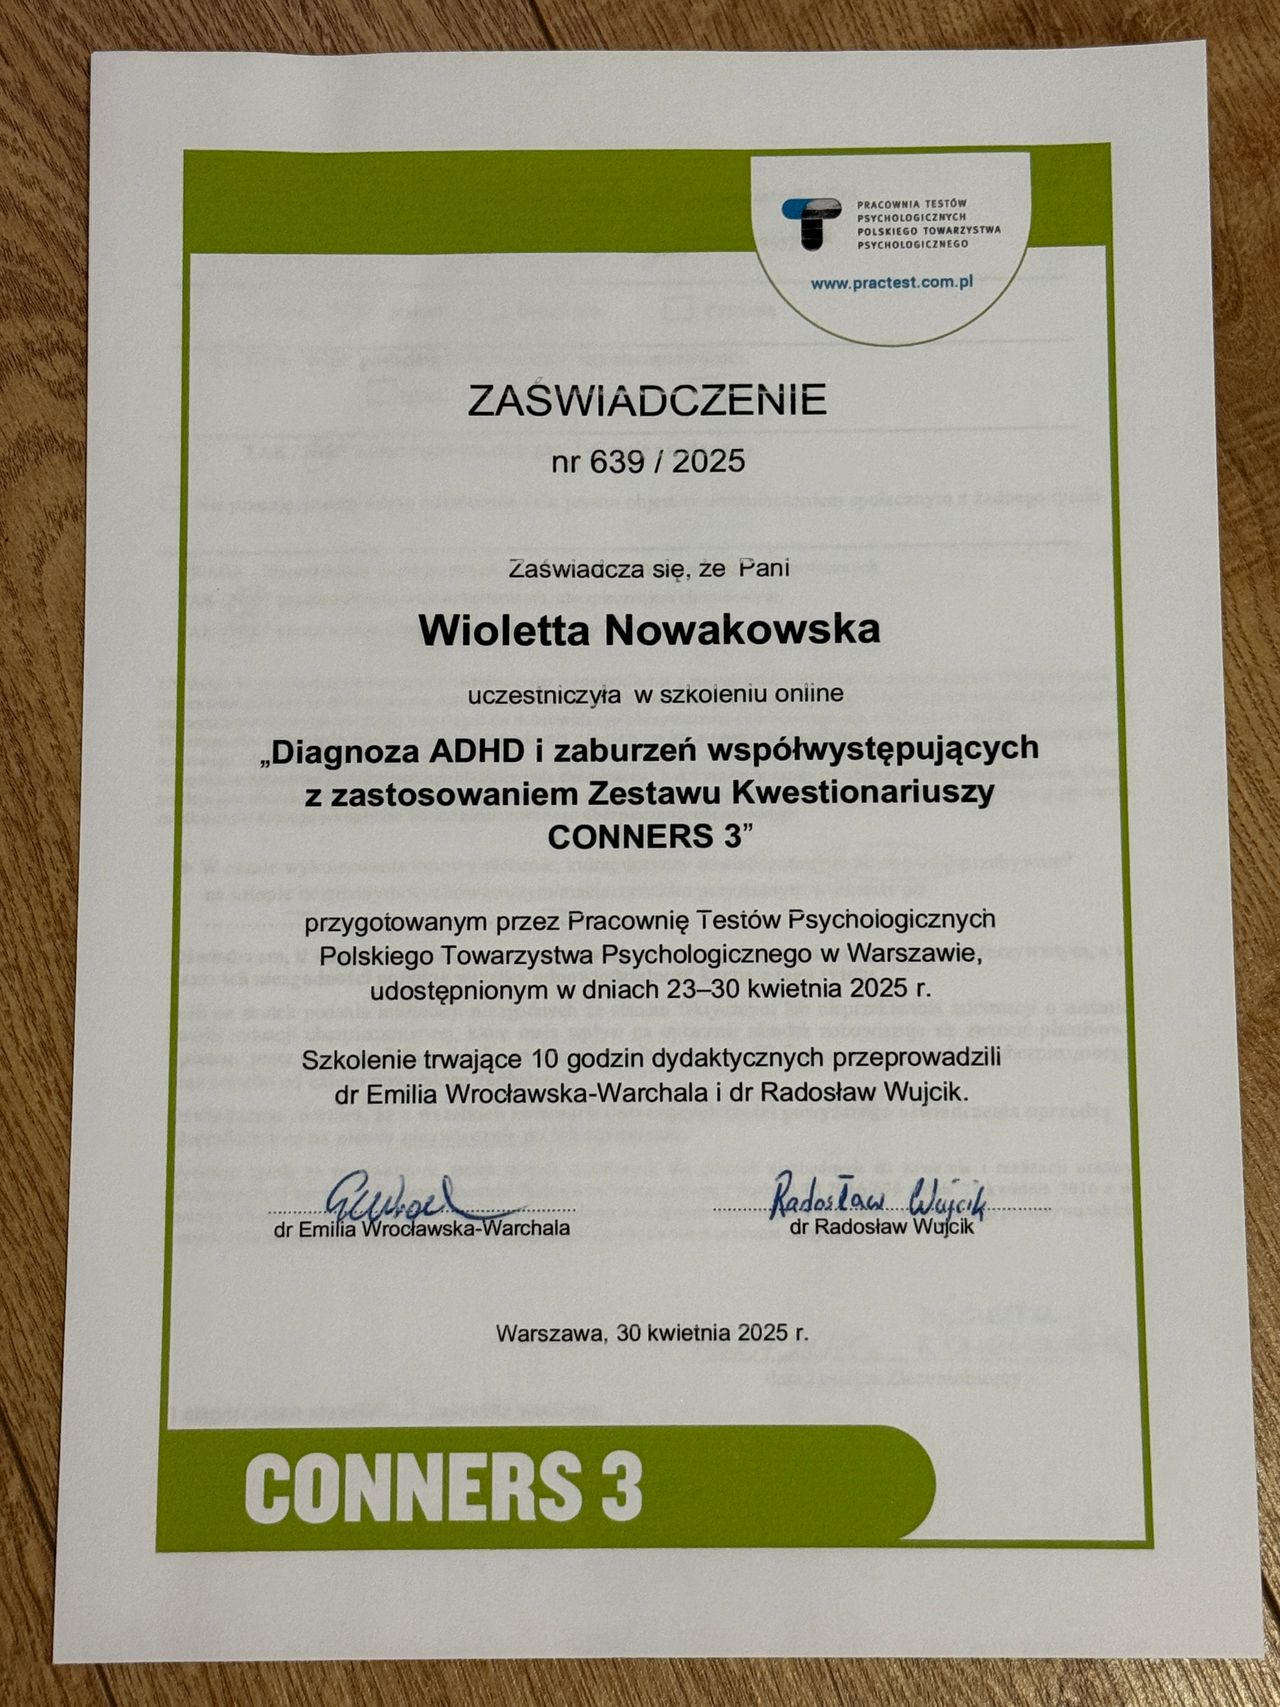 PRACOWNIA TESTÓW
PSYCHOLOGICZNYCH
POLSKIEGO TOWARZYSTWA
PSYCHOLOGICZNEGO
www.practest.com.pl
ZAŚWIADCZENIE
nr 639 / 2025
Zaświadcza się, że Pani
Wioletta Nowakowska
uczestniczyła w szkoleniu online
„Diagnoza ADHD i zaburzeń współwystępujących
z zastosowaniem Zestawu Kwestionariuszy
CONNERS 3”
przygotowanym przez Pracownię Testów Psychologicznych
Polskiego Towarzystwa Psychologicznego w Warszawie,
udostępnionym w dniach 23–30 kwietnia 2025 r.
Szkolenie trwające 10 godzin dydaktycznych przeprowadzili
dr Emilia Wrocławska-Warchala i dr Radosław Wujcik.
Radosław Wujcik
dr Emilia Wrocławska-Warchala
dr Radosław Wujcik
Warszawa, 30 kwietnia 2025 r.
CONNERS 3